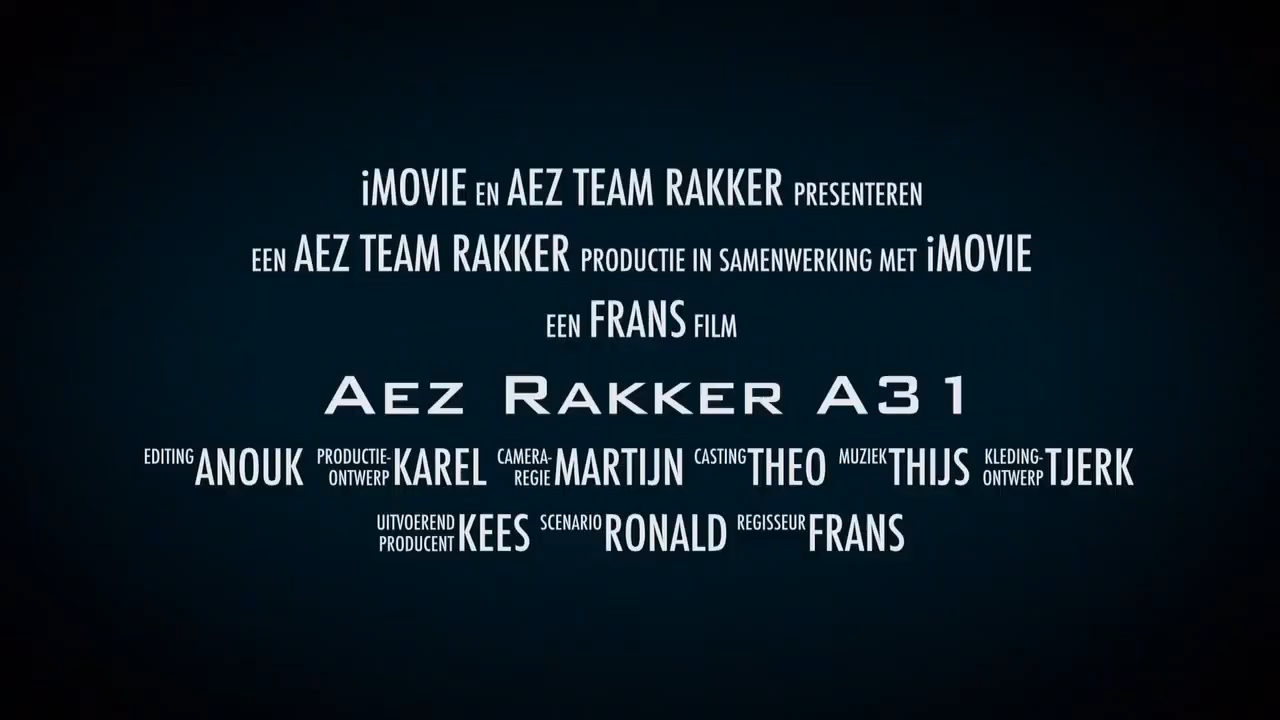 iMOVIE EN AEZ TEAM RAKKER PRESENTEREN
EEN AEZ TEAM RAKKER PRODUCTIE IN SAMENWERKING MET iMOVIE
EEN FRANS FILM
AEZ RAKKER A31
EDITING ANOUK PRODUCTIE-ONTWERP KAREL CAMERA-REGIE MARTIJN CASTING THEO MUZIEK THIJS KLEDING-ONTWERP TJERK
UITVOEREND PRODUCENT KEES SCENARIO RONALD REGISSEUR FRANS